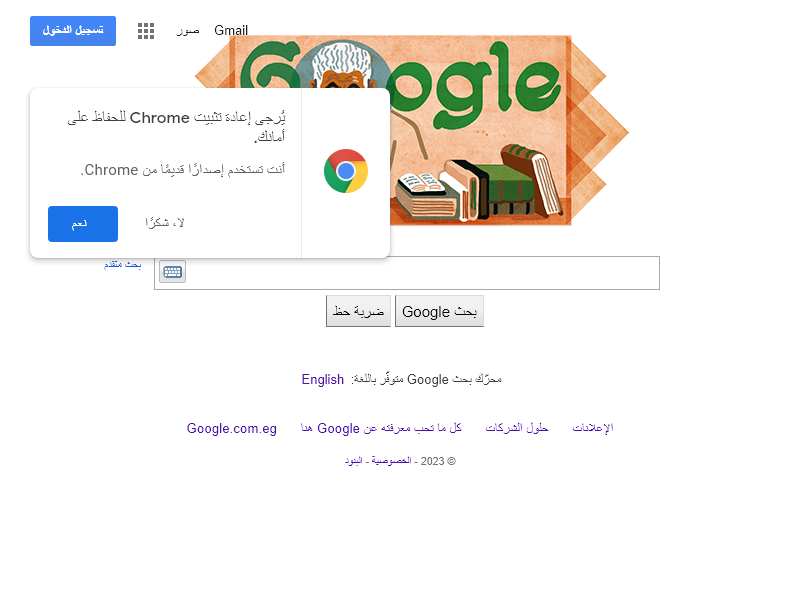 Gmail صور تسجيل الدخول
Google
يُرجى إعادة تثبيت Chrome للحفاظ على
أمانك.
أنت تستخدم إصدارًا قديمًا من Chrome.
لا، شكرًا نعم
بحث متقدم
بحث Google ضربة حظ
محرّك بحث Google متوفّر باللغة: English
الإعلانات حلول الشركات كل ما تحب معرفته عن Google هنا Google.com.eg
© 2023 - الخصوصية - البنود